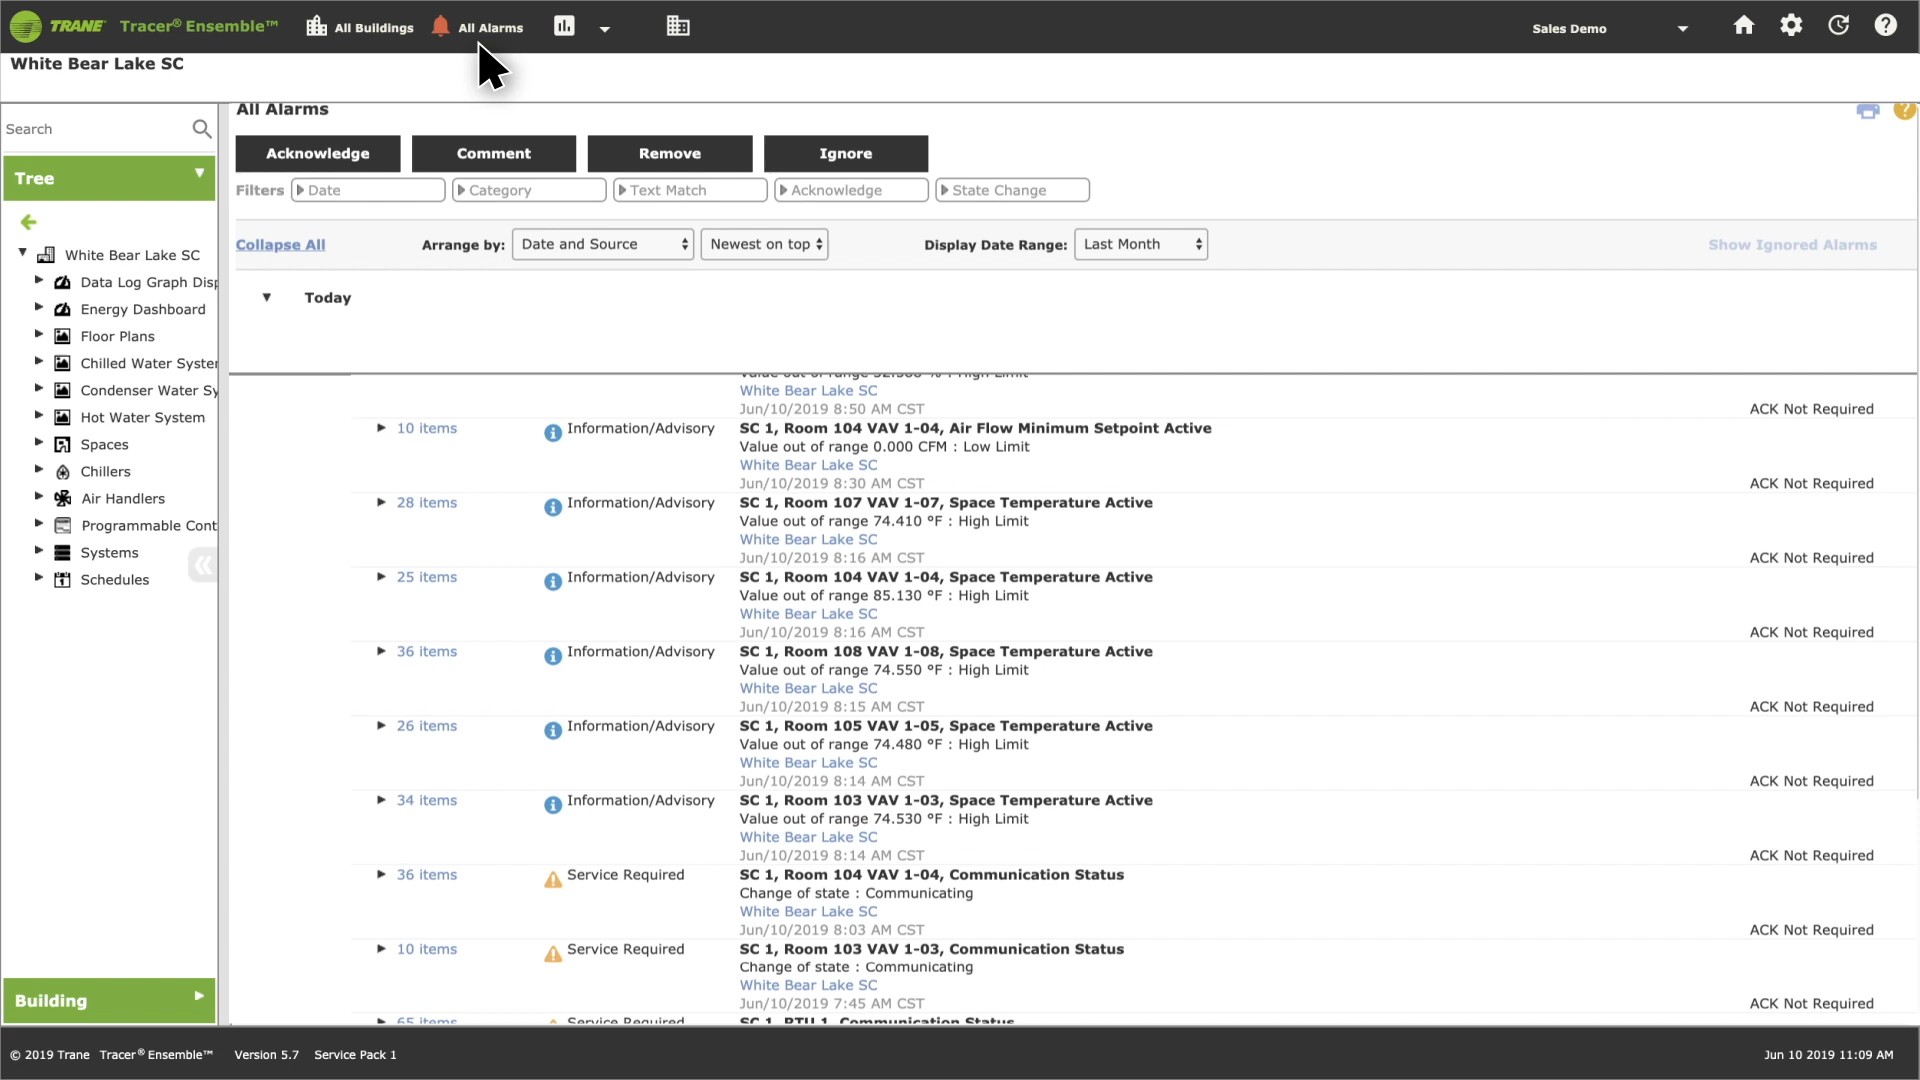 TRANE Tracer® Ensemble™ All Buildings All Alarms Sales Demo
White Bear Lake SC
Search
Tree
White Bear Lake SC
Data Log Graph Disp
Energy Dashboard
Floor Plans
Chilled Water Syster
Condenser Water Sy
Hot Water System
Spaces
Chillers
Air Handlers
Programmable Cont
Systems
Schedules
Building
All Alarms
Acknowledge Comment Remove Ignore
Filters Date Category Text Match Acknowledge State Change
Collapse All Arrange by: Date and Source Newest on top Display Date Range: Last Month Show Ignored Alarms
Today
White Bear Lake SC
Jun/10/2019 8:50 AM CST ACK Not Required
10 items Information/Advisory SC 1, Room 104 VAV 1-04, Air Flow Minimum Setpoint Active
Value out of range 0.000 CFM : Low Limit
White Bear Lake SC
Jun/10/2019 8:30 AM CST ACK Not Required
28 items Information/Advisory SC 1, Room 107 VAV 1-07, Space Temperature Active
Value out of range 74.410 °F : High Limit
White Bear Lake SC
Jun/10/2019 8:16 AM CST ACK Not Required
25 items Information/Advisory SC 1, Room 104 VAV 1-04, Space Temperature Active
Value out of range 85.130 °F : High Limit
White Bear Lake SC
Jun/10/2019 8:16 AM CST ACK Not Required
36 items Information/Advisory SC 1, Room 108 VAV 1-08, Space Temperature Active
Value out of range 74.550 °F : High Limit
White Bear Lake SC
Jun/10/2019 8:15 AM CST ACK Not Required
26 items Information/Advisory SC 1, Room 105 VAV 1-05, Space Temperature Active
Value out of range 74.480 °F : High Limit
White Bear Lake SC
Jun/10/2019 8:14 AM CST ACK Not Required
34 items Information/Advisory SC 1, Room 103 VAV 1-03, Space Temperature Active
Value out of range 74.530 °F : High Limit
White Bear Lake SC
Jun/10/2019 8:14 AM CST ACK Not Required
36 items Service Required SC 1, Room 104 VAV 1-04, Communication Status
Change of state : Communicating
White Bear Lake SC
Jun/10/2019 8:03 AM CST ACK Not Required
10 items Service Required SC 1, Room 103 VAV 1-03, Communication Status
Change of state : Communicating
White Bear Lake SC
Jun/10/2019 7:45 AM CST ACK Not Required
65 items Service Required SC 1, RTU 1, Communication Status
© 2019 Trane Tracer® Ensemble™ Version 5.7 Service Pack 1 Jun 10 2019 11:09 AM